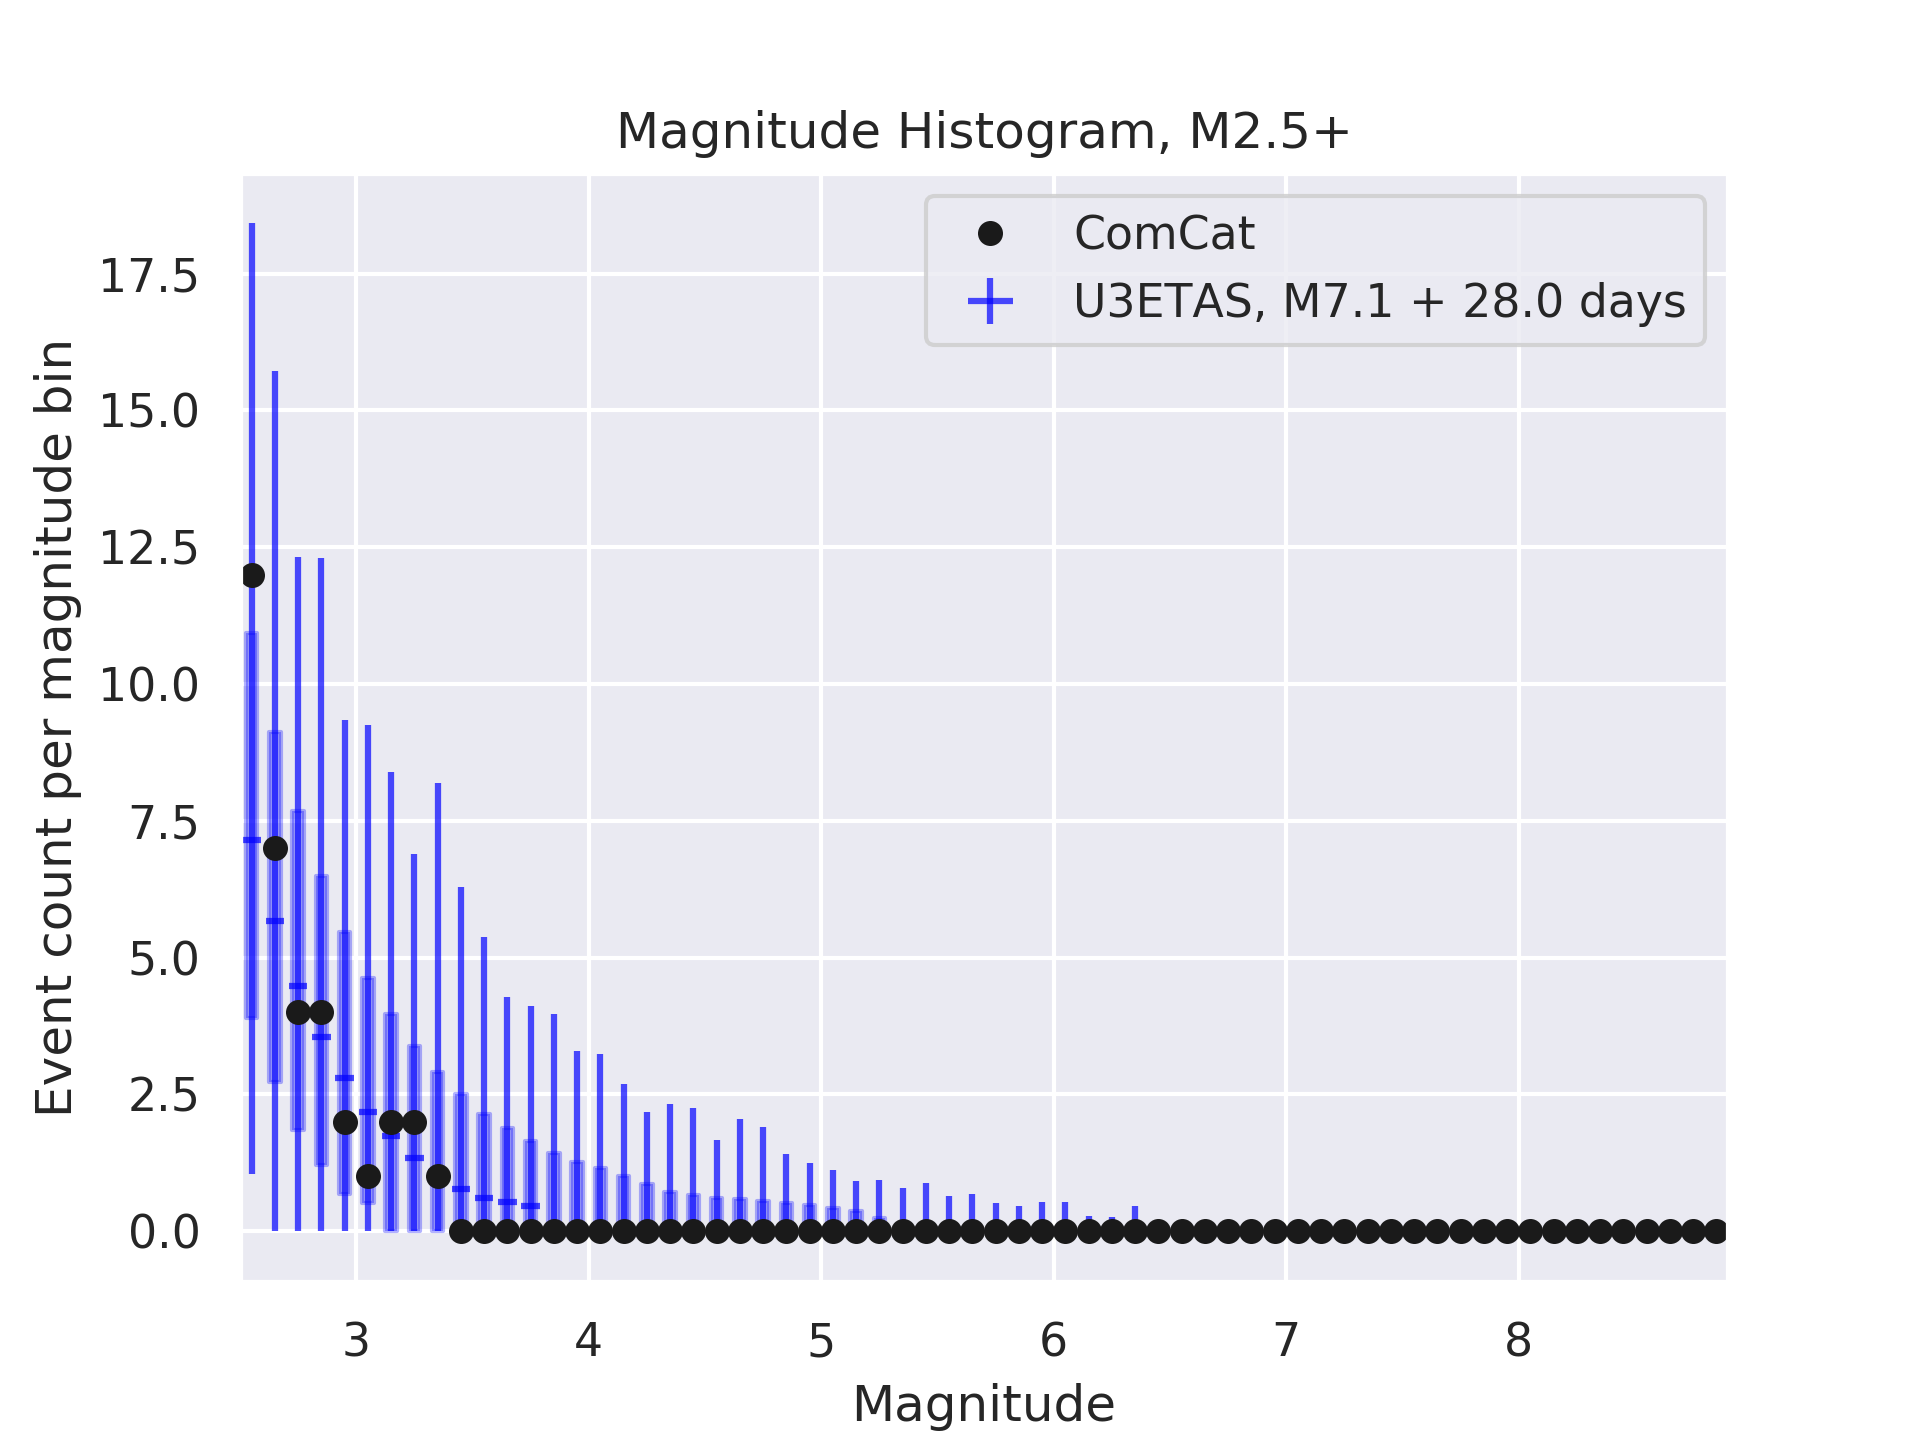 Magnitude Histogram, M2.5+
ComCat
U3ETAS, M7.1 + 28.0 days
Event count per magnitude bin
17.5
15.0
12.5
10.0
7.5
5.0
2.5
0.0
3 4 5 6 7 8
Magnitude